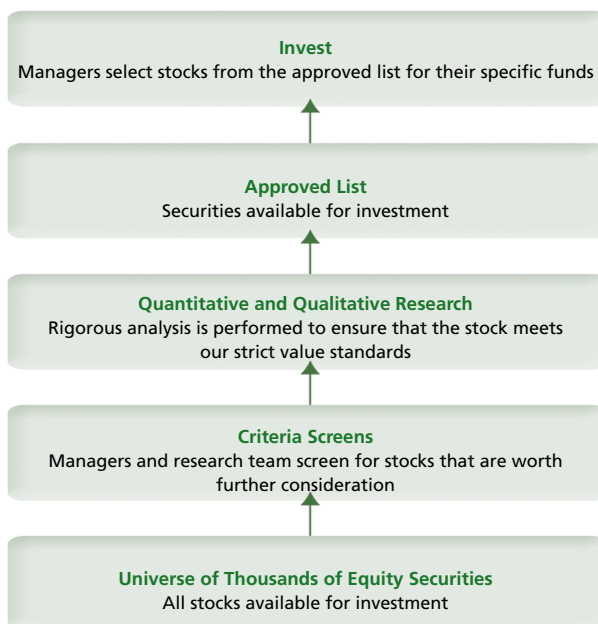 Invest
Managers select stocks from the approved list for their specific funds
Approved List
Securities available for investment
Quantitative and Qualitative Research
Rigorous analysis is performed to ensure that the stock meets
our strict value standards
Criteria Screens
Managers and research team screen for stocks that are worth
further consideration
Universe of Thousands of Equity Securities
All stocks available for investment